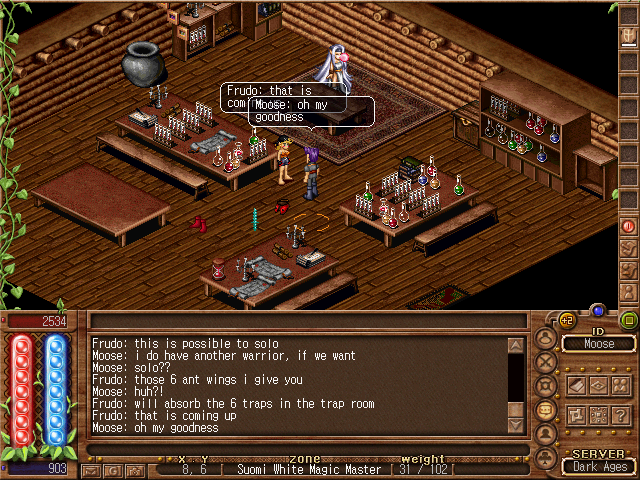 Frudo: that is
com
Moose: oh my
goodness
2534
Frudo: this is possible to solo
Moose: i do have another warrior, if we want
Moose: solo??
Frudo: those 6 ant wings i give you
Moose: huh?!
Frudo: will absorb the 6 traps in the trap room
Frudo: that is coming up
Moose: oh my goodness
+2
ID
Moose
?
903
X Y
8, 6
ZONE
Suomi White Magic Master
weight
31 / 102
SERVER
Dark Ages